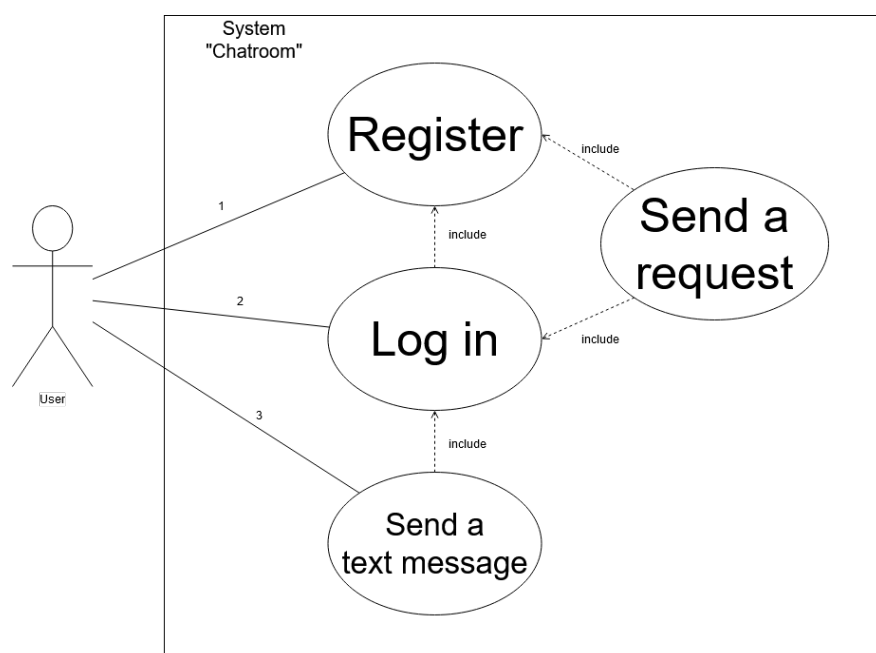 System
"Chatroom"
Register
include
Send a
request
1
include
2
Log in
include
User
3
include
Send a
text message